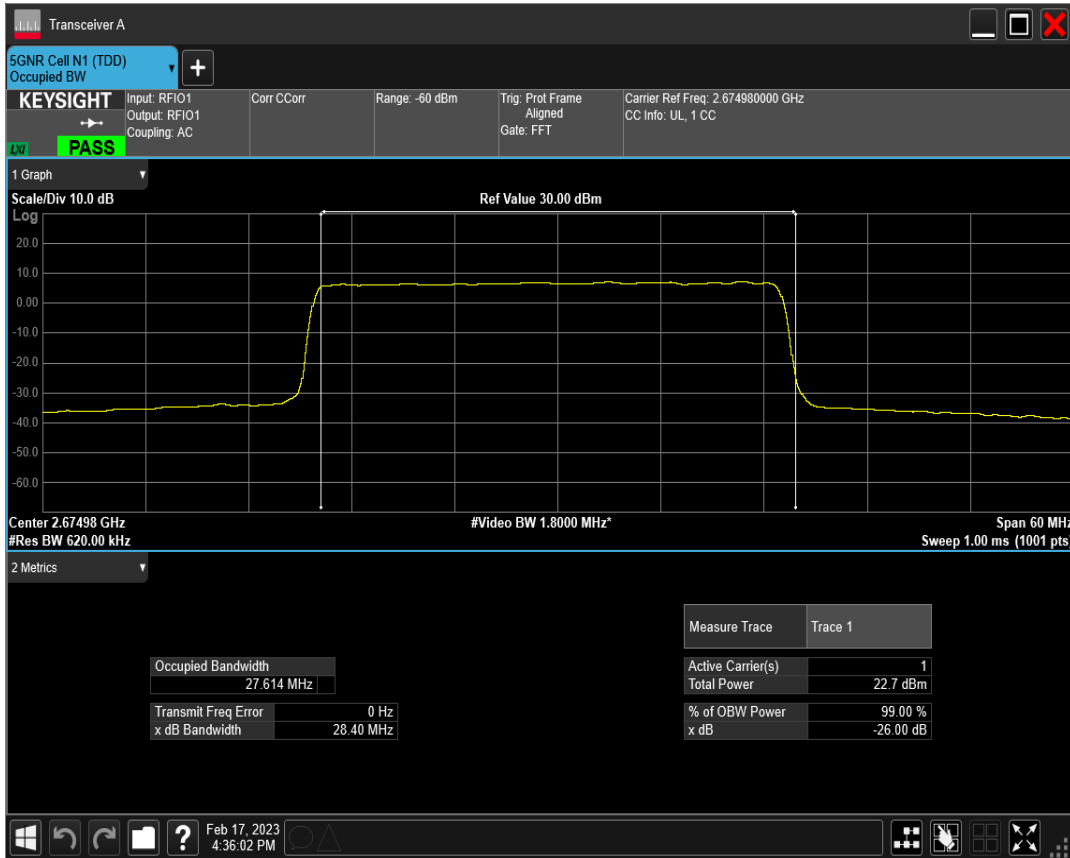 Transceiver A
5GNR Cell N1 (TDD)
Occupied BW
+
KEYSIGHT
LXI
PASS
Input: RFIO1
Output: RFIO1
Coupling: AC
Corr CCorr
Range: -60 dBm
Trig: Prot Frame
Aligned
Gate: FFT
Carrier Ref Freq: 2.674980000 GHz
CC Info: UL, 1 CC
1 Graph
Scale/Div 10.0 dB
Ref Value 30.00 dBm
Log
20.0
10.0
0.00
-10.0
-20.0
-30.0
-40.0
-50.0
-60.0
Center 2.67498 GHz
#Video BW 1.8000 MHz*
Span 60 MHz
#Res BW 620.00 kHz
Sweep 1.00 ms (1001 pts)
2 Metrics
Measure Trace Trace 1
Occupied Bandwidth
27.614 MHz
Active Carrier(s) 1
Total Power 22.7 dBm
Transmit Freq Error 0 Hz
x dB Bandwidth 28.40 MHz
% of OBW Power 99.00 %
x dB -26.00 dB
?
Feb 17, 2023
4:36:02 PM